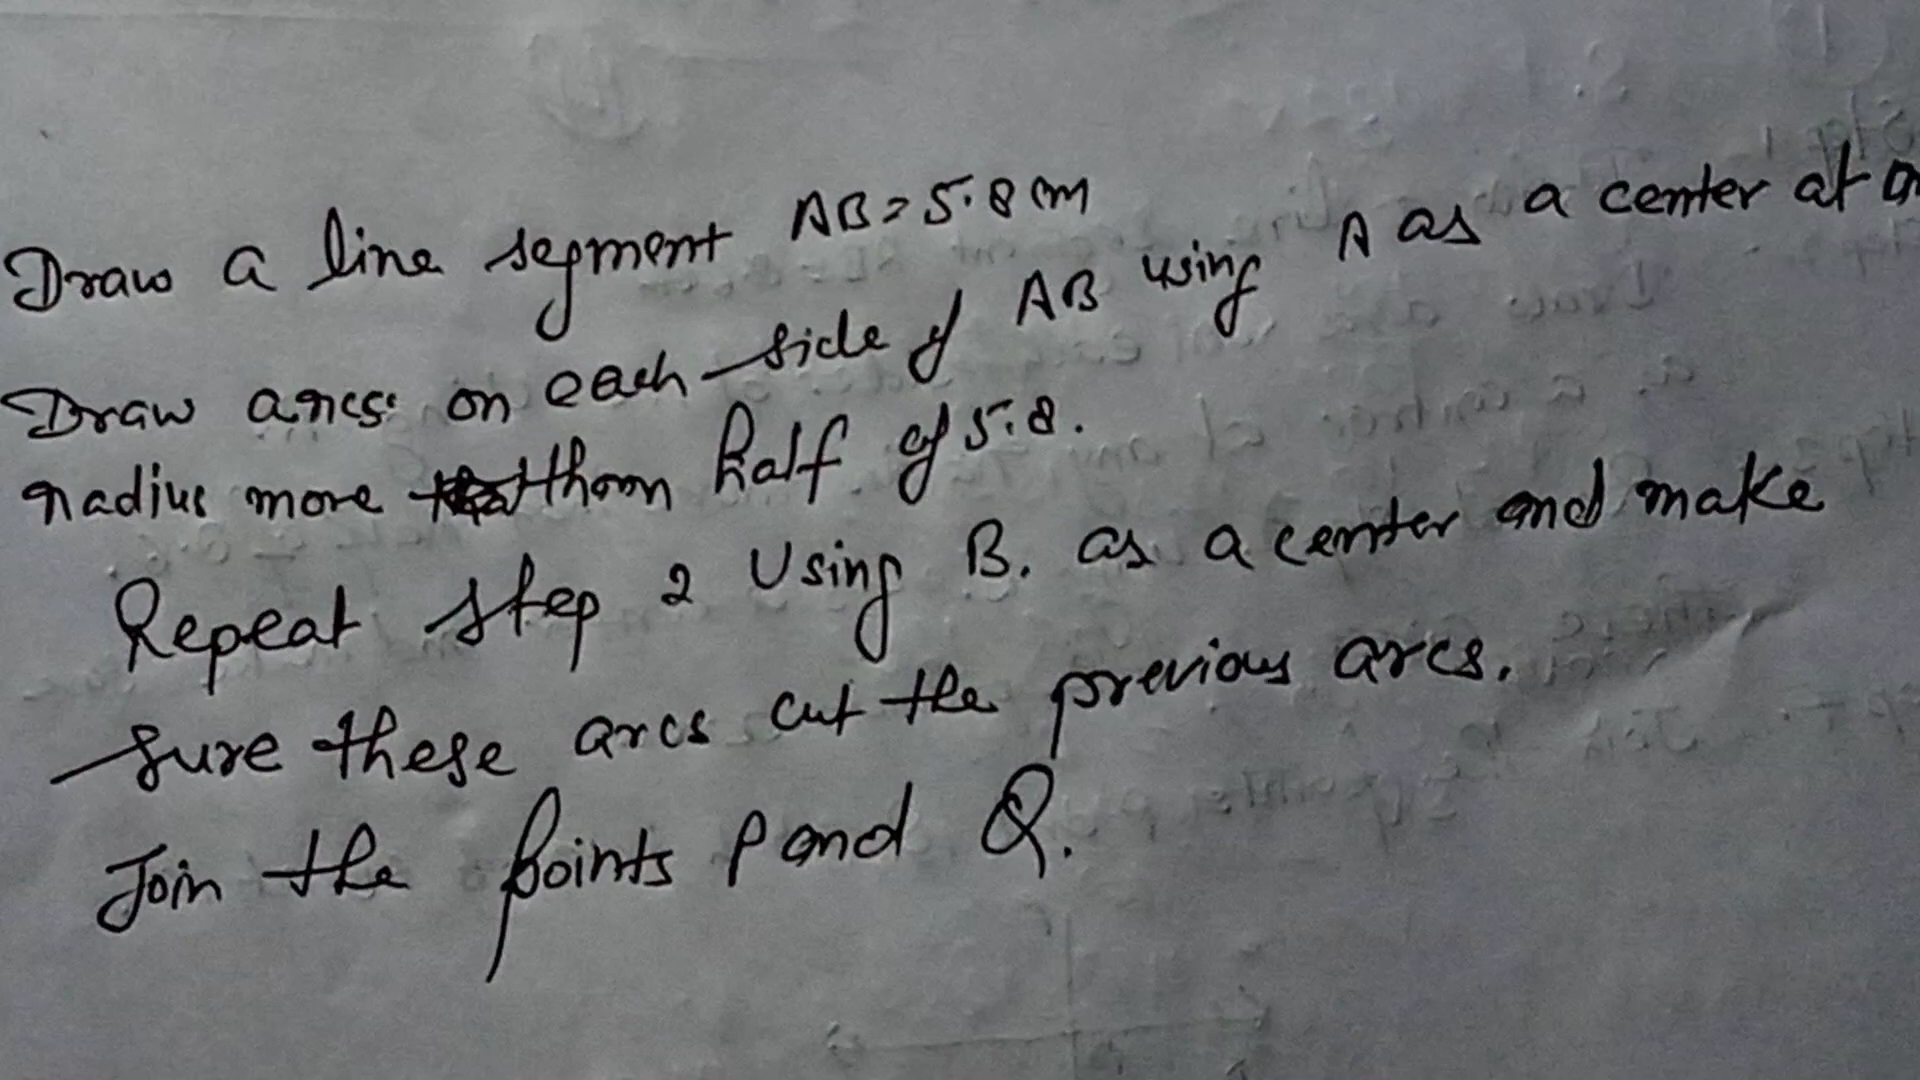 Draw a line segment AB = 5.8 cm
Draw arcs on each side of AB using A as a center at a
radius more than half of 5.8.
Repeat step 2 Using B. as a center and make
sure these arcs cut the previous arcs.
Join the points P and Q.